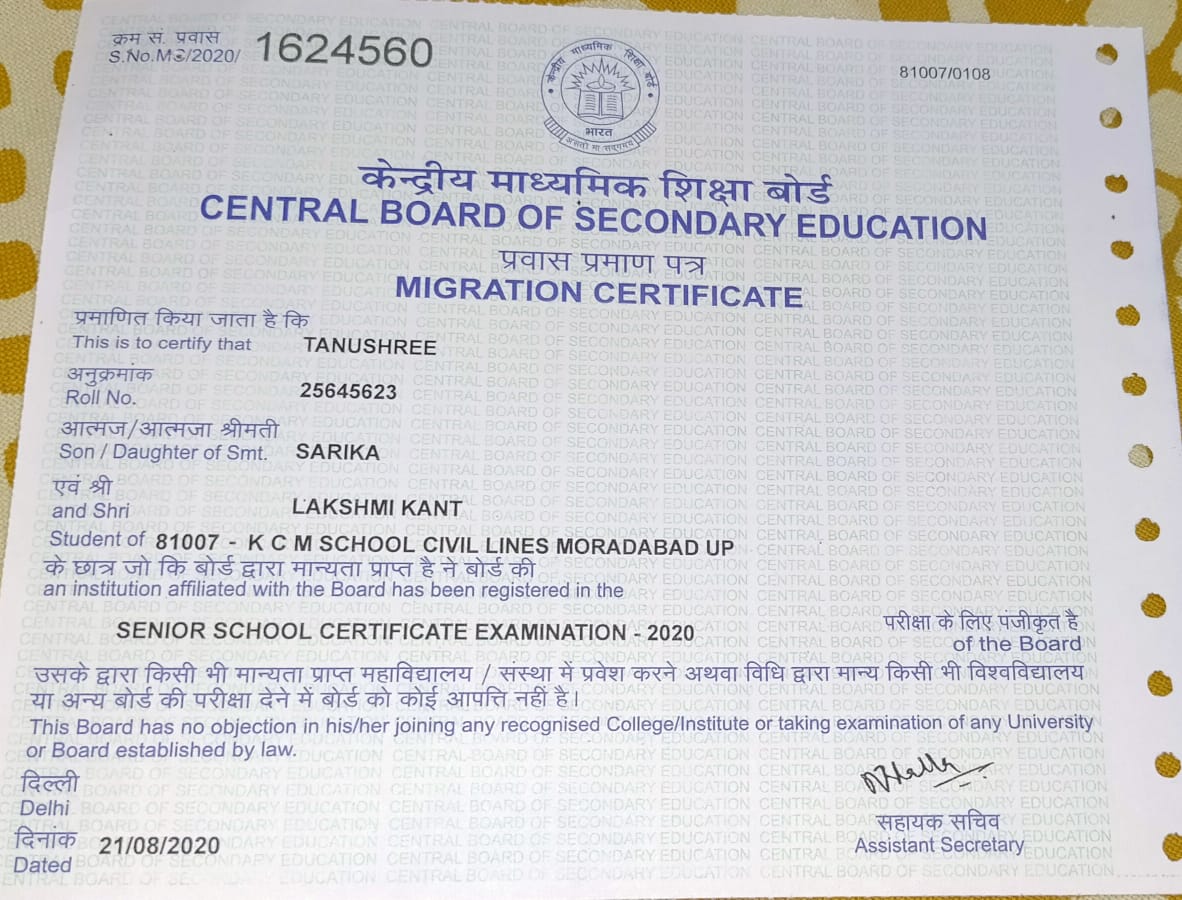 क्रम सं. प्रवास
S.No.MC/2020/ 1624560
81007/0108
केन्द्रीय माध्यमिक शिक्षा बोर्ड
भारत
असतो मा सद्गमय
केन्द्रीय माध्यमिक शिक्षा बोर्ड
CENTRAL BOARD OF SECONDARY EDUCATION
प्रवास प्रमाण पत्र
MIGRATION CERTIFICATE
प्रमाणित किया जाता है कि
This is to certify that TANUSHREE
अनुक्रमांक
Roll No. 25645623
आत्मज/आत्मजा श्रीमती
Son / Daughter of Smt. SARIKA
एवं श्री
and Shri LAKSHMI KANT
Student of 81007 - K C M SCHOOL CIVIL LINES MORADABAD UP
के छात्र जो कि बोर्ड द्वारा मान्यता प्राप्त है ने बोर्ड की
an institution affiliated with the Board has been registered in the
SENIOR SCHOOL CERTIFICATE EXAMINATION - 2020
परीक्षा के लिए पंजीकृत है
of the Board
उसके द्वारा किसी भी मान्यता प्राप्त महाविद्यालय / संस्था में प्रवेश करने अथवा विधि द्वारा मान्य किसी भी विश्वविद्यालय
या अन्य बोर्ड की परीक्षा देने में बोर्ड को कोई आपत्ति नहीं है।
This Board has no objection in his/her joining any recognised College/Institute or taking examination of any University
or Board established by law.
दिल्ली
Delhi
दिनांक
Dated 21/08/2020
सहायक सचिव
Assistant Secretary